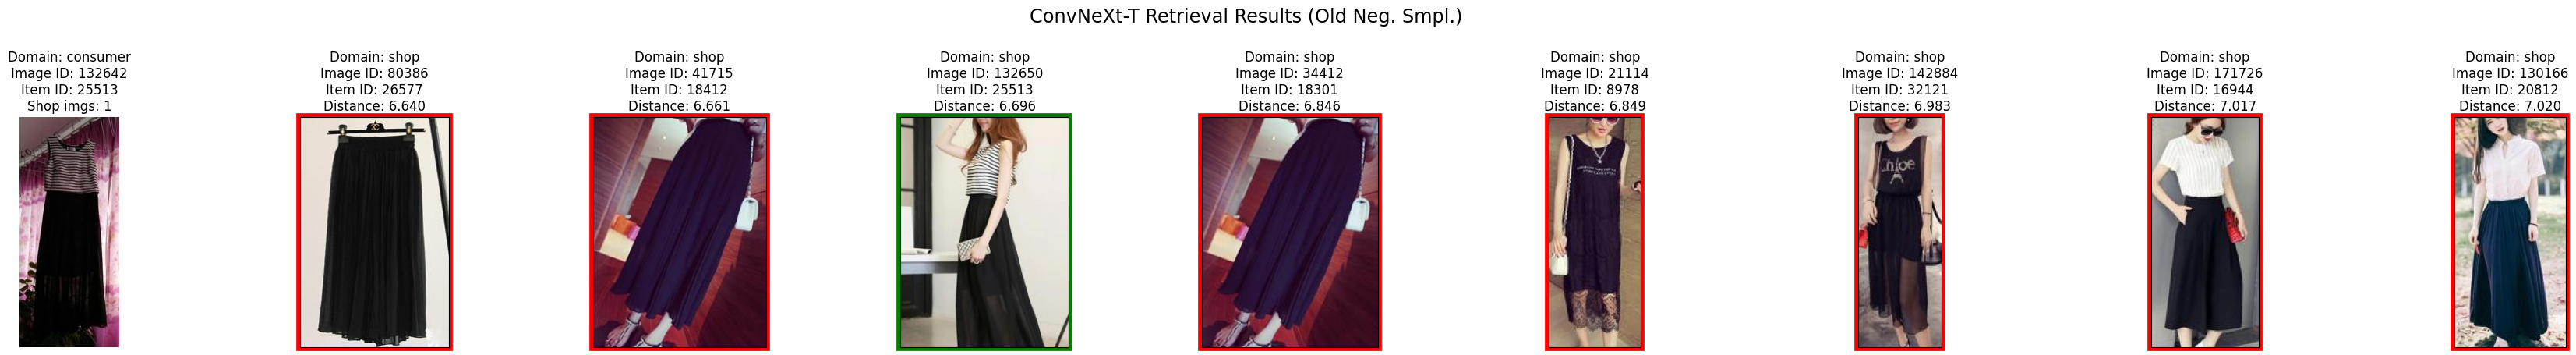 ConvNeXt-T Retrieval Results (Old Neg. Smpl.)
Domain: consumer
Image ID: 132642
Item ID: 25513
Shop imgs: 1
Domain: shop
Image ID: 80386
Item ID: 26577
Distance: 6.640
Domain: shop
Image ID: 41715
Item ID: 18412
Distance: 6.661
Domain: shop
Image ID: 132650
Item ID: 25513
Distance: 6.696
Domain: shop
Image ID: 34412
Item ID: 18301
Distance: 6.846
Domain: shop
Image ID: 21114
Item ID: 8978
Distance: 6.849
Domain: shop
Image ID: 142884
Item ID: 32121
Distance: 6.983
Chloe
Domain: shop
Image ID: 171726
Item ID: 16944
Distance: 7.017
Domain: shop
Image ID: 130166
Item ID: 20812
Distance: 7.020